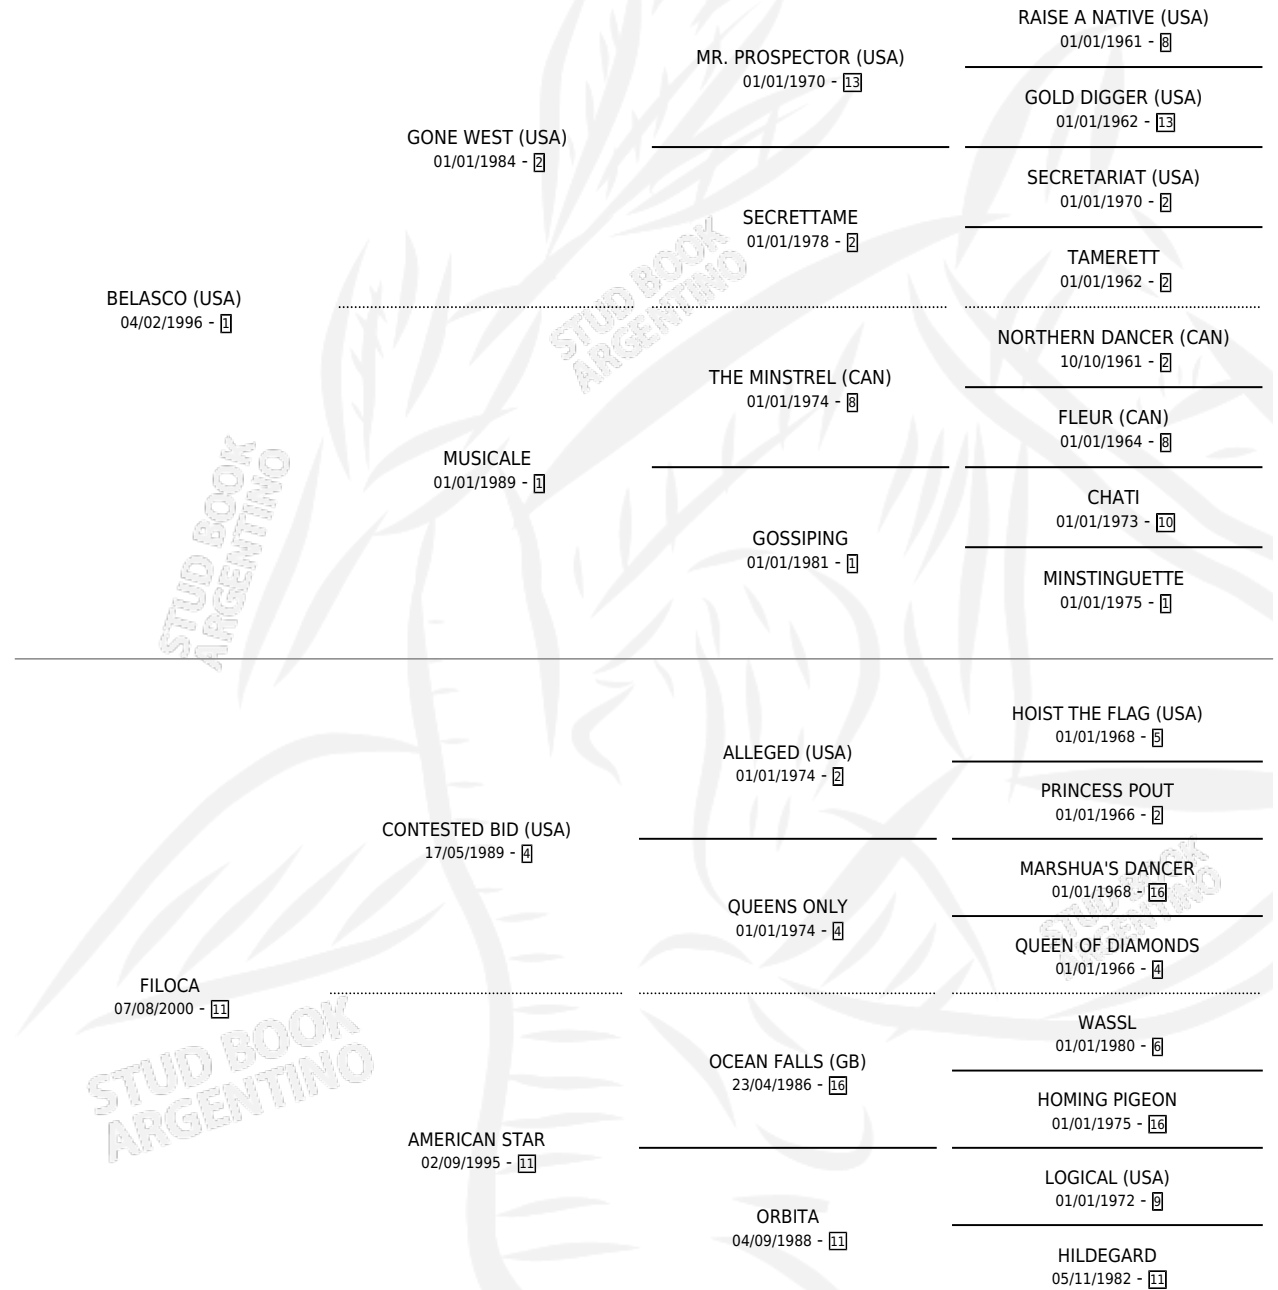 RAISE A NATIVE (USA)
01/01/1961 - 8
MR. PROSPECTOR (USA)
01/01/1970 - 13
GOLD DIGGER (USA)
01/01/1962 - 13
GONE WEST (USA)
01/01/1984 - 2
SECRETARIAT (USA)
01/01/1970 - 2
SECRETTAME
01/01/1978 - 2
TAMERETT
01/01/1962 - 2
BELASCO (USA)
04/02/1996 - 1
NORTHERN DANCER (CAN)
10/10/1961 - 2
THE MINSTREL (CAN)
01/01/1974 - 8
FLEUR (CAN)
01/01/1964 - 8
MUSICALE
01/01/1989 - 1
CHATI
01/01/1973 - 10
GOSSIPING
01/01/1981 - 1
MINSTINGUETTE
01/01/1975 - 1
HOIST THE FLAG (USA)
01/01/1968 - 5
ALLEGED (USA)
01/01/1974 - 2
PRINCESS POUT
01/01/1966 - 2
CONTESTED BID (USA)
17/05/1989 - 4
MARSHUA'S DANCER
01/01/1968 - 16
QUEENS ONLY
01/01/1974 - 4
QUEEN OF DIAMONDS
01/01/1966 - 4
FILOCA
07/08/2000 - 11
WASSL
01/01/1980 - 6
OCEAN FALLS (GB)
23/04/1986 - 16
HOMING PIGEON
01/01/1975 - 16
AMERICAN STAR
02/09/1995 - 11
LOGICAL (USA)
01/01/1972 - 9
ORBITA
04/09/1988 - 11
HILDEGARD
05/11/1982 - 11
STUD BOOK
ARGENTINO
STUD BOOK
ARGENTINO
STUD BOOK
ARGENTINO
STUD BOOK
ARGENTINO